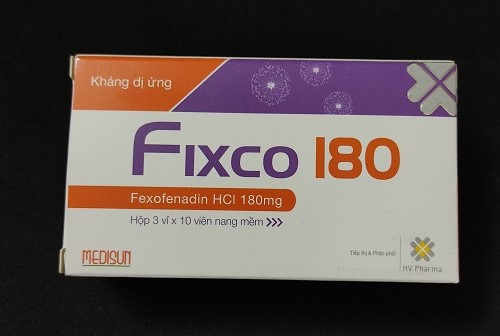 Kháng dị ứng
Fixco 180
Fexofenadin HCl 180mg
Hộp 3 vỉ x 10 viên nang mềm >>>
MEDISUN
Tiếp thị & Phân phối
HV Pharma